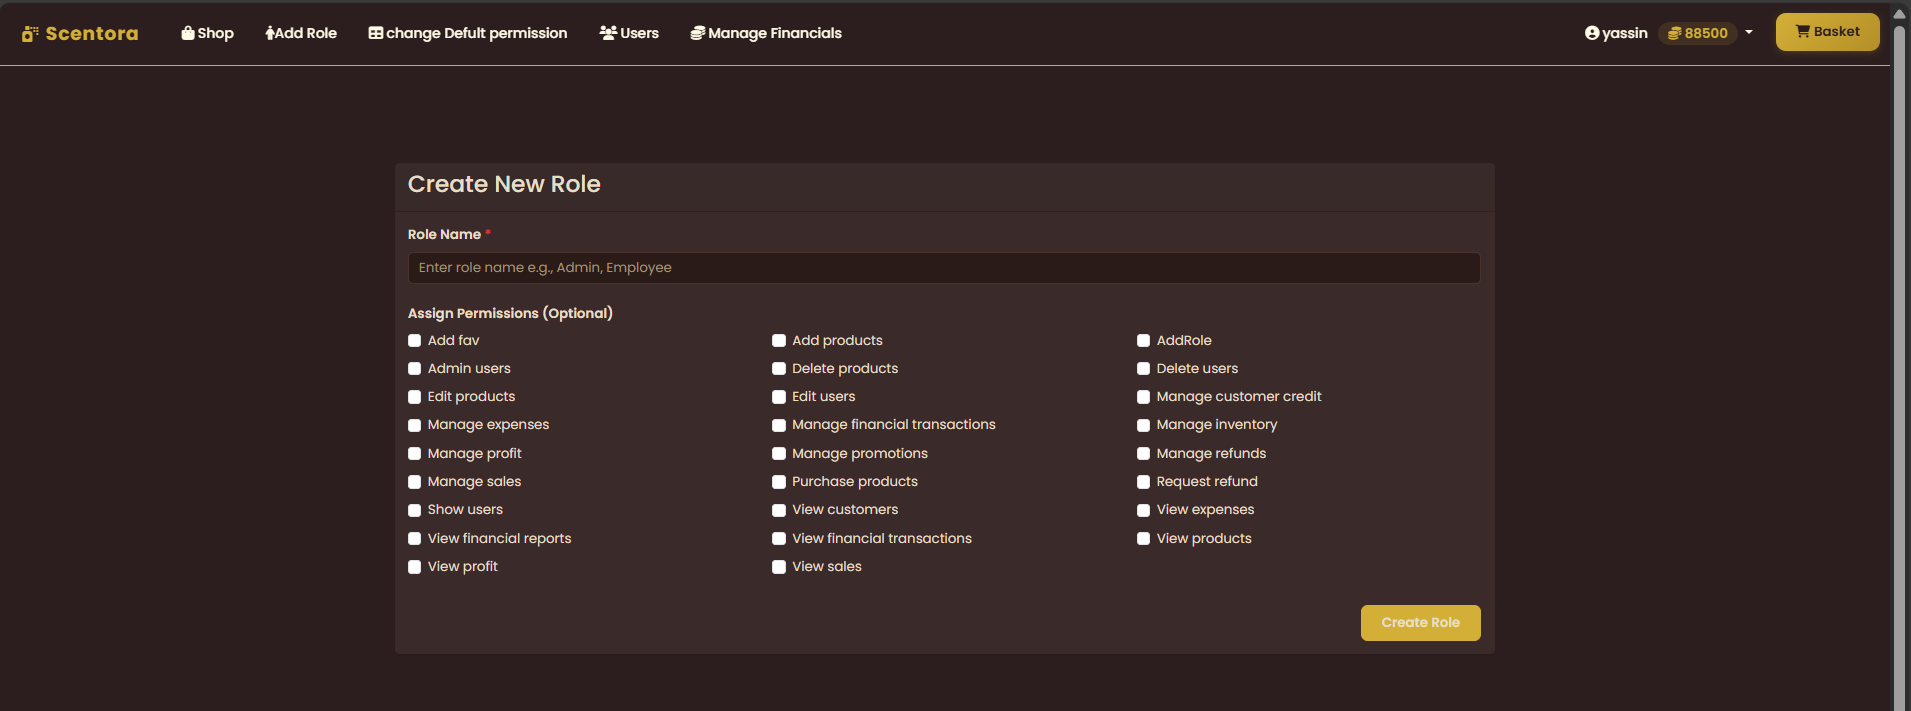 Scentora Shop Add Role change Defult permission Users Manage Financials yassin 88500 Basket
Create New Role
Role Name *
Enter role name e.g., Admin, Employee
Assign Permissions (Optional)
Add fav Add products AddRole
Admin users Delete products Delete users
Edit products Edit users Manage customer credit
Manage expenses Manage financial transactions Manage inventory
Manage profit Manage promotions Manage refunds
Manage sales Purchase products Request refund
Show users View customers View expenses
View financial reports View financial transactions View products
View profit View sales
Create Role